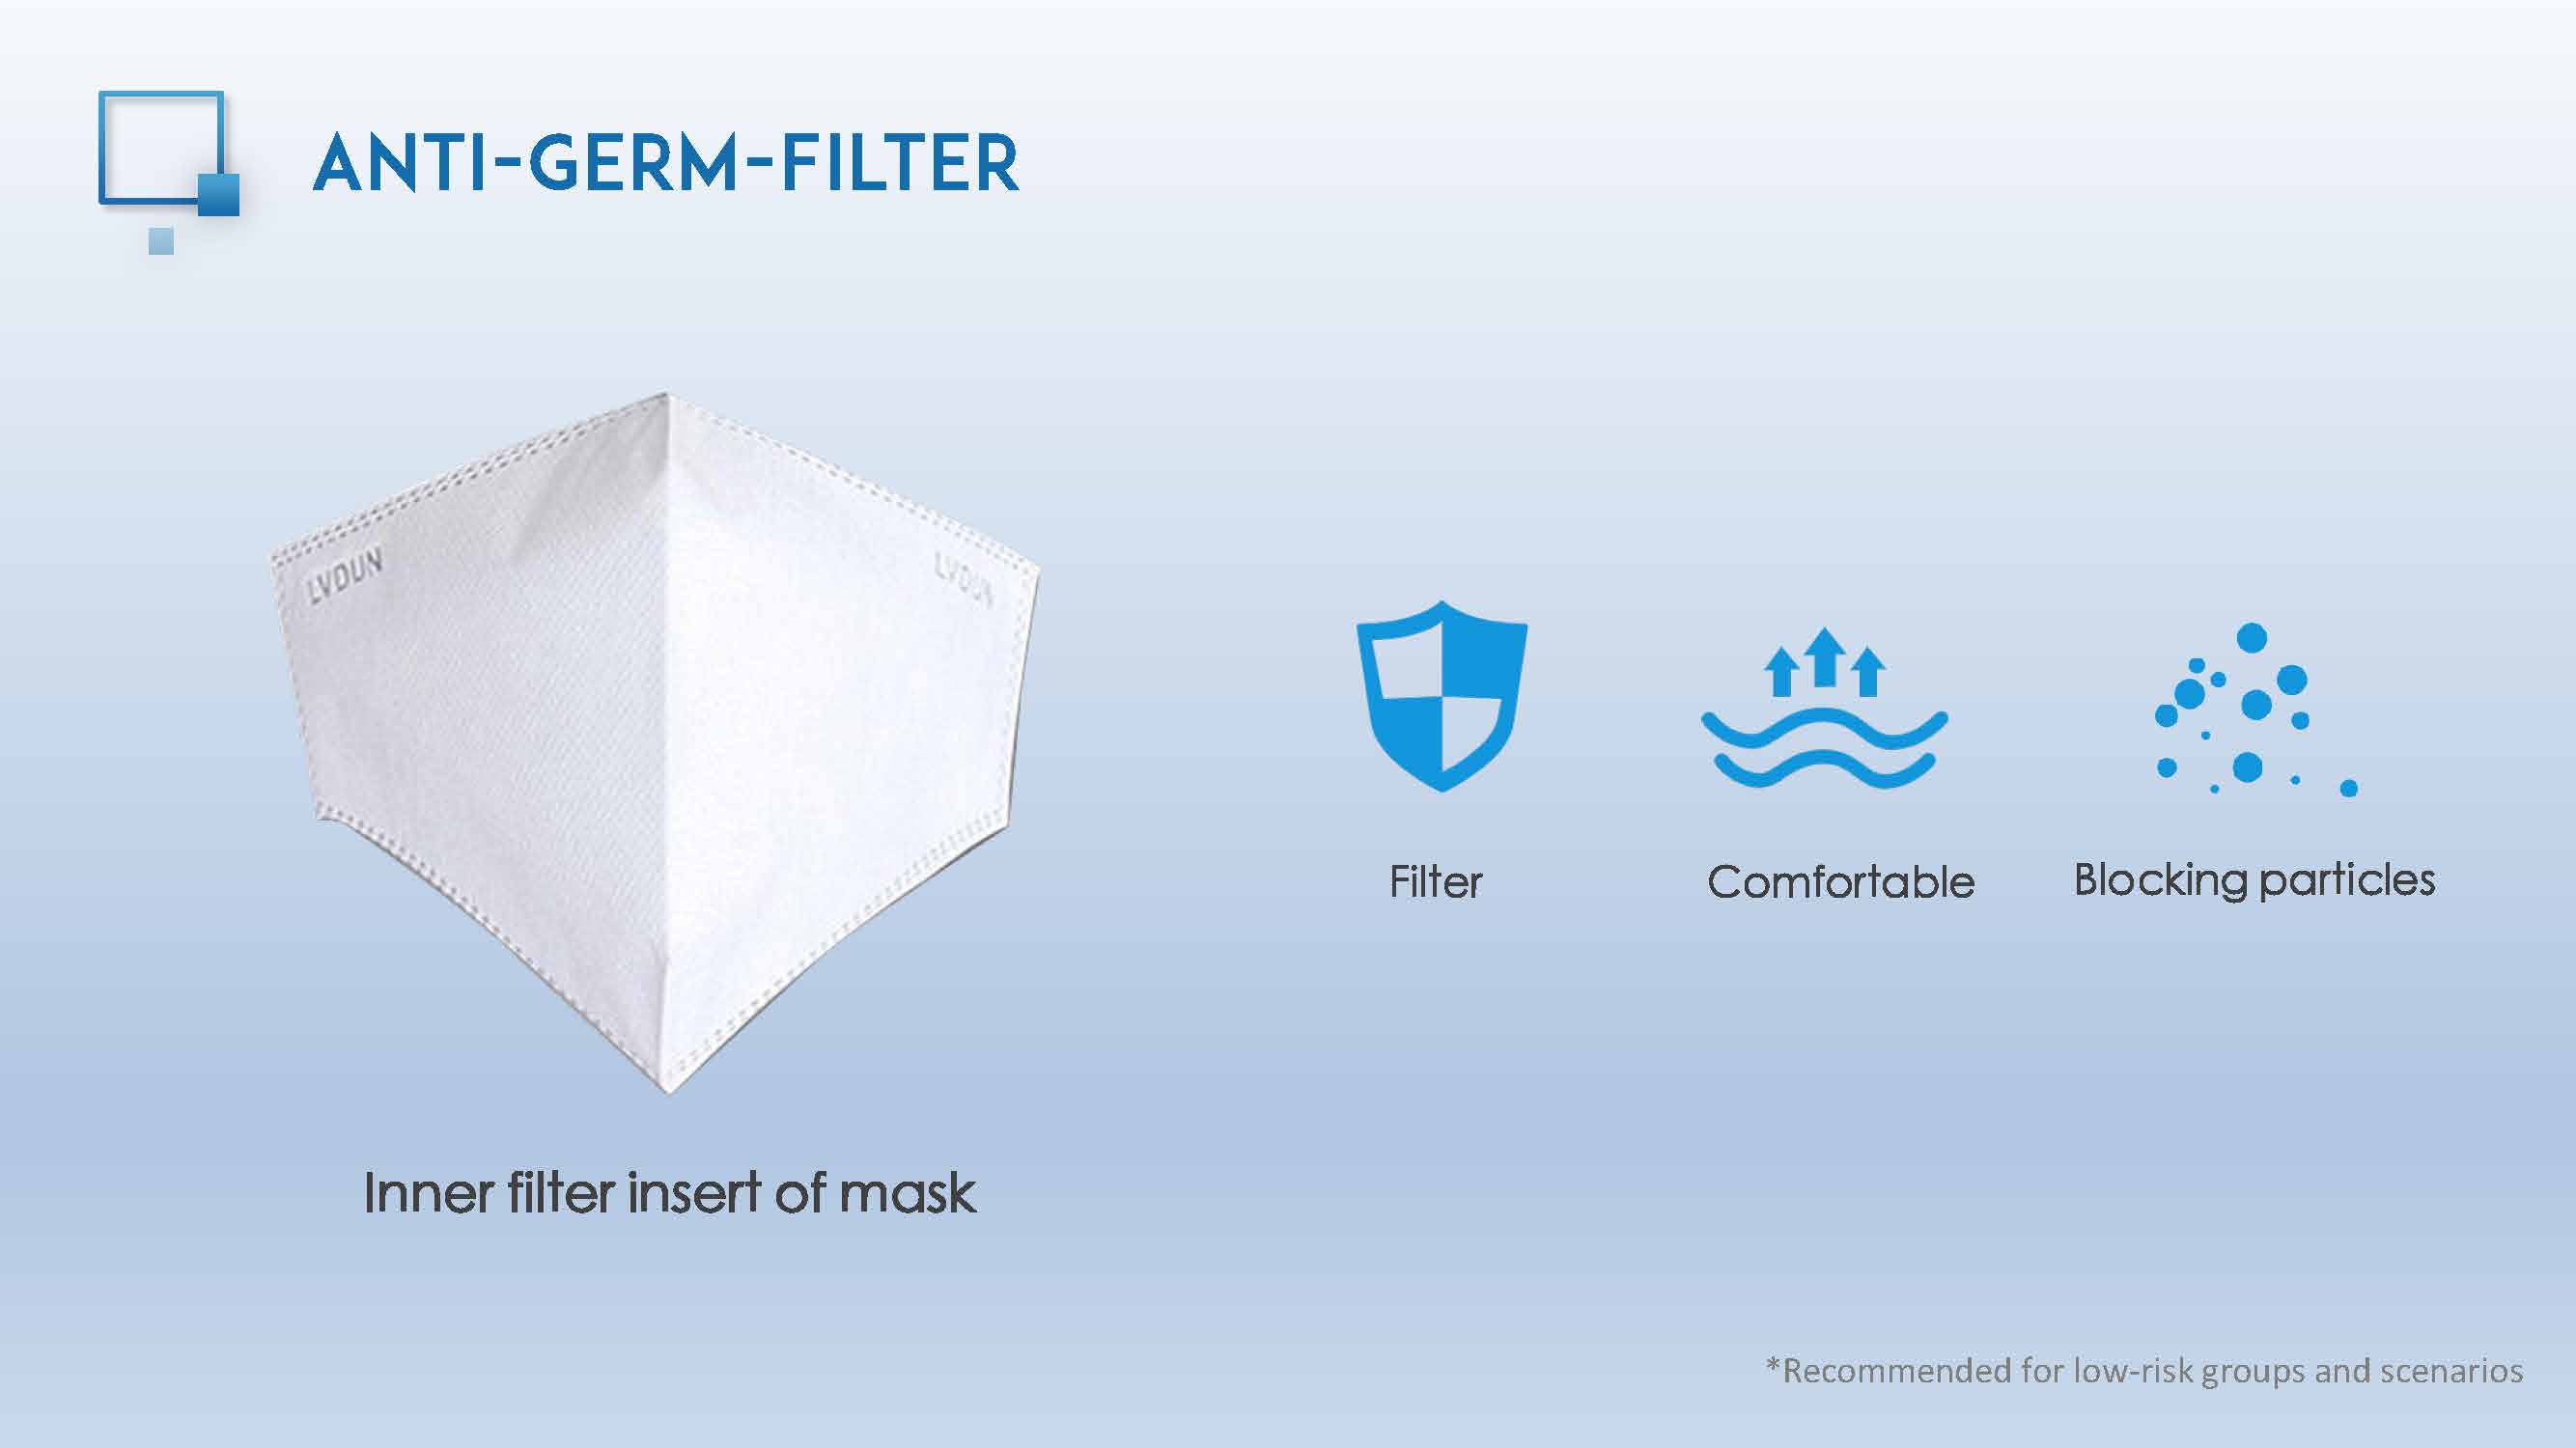 ANTI-GERM-FILTER
LVDUN
LVDUN
Filter
Comfortable
Blocking particles
Inner filter insert of mask
*Recommended for low-risk groups and scenarios